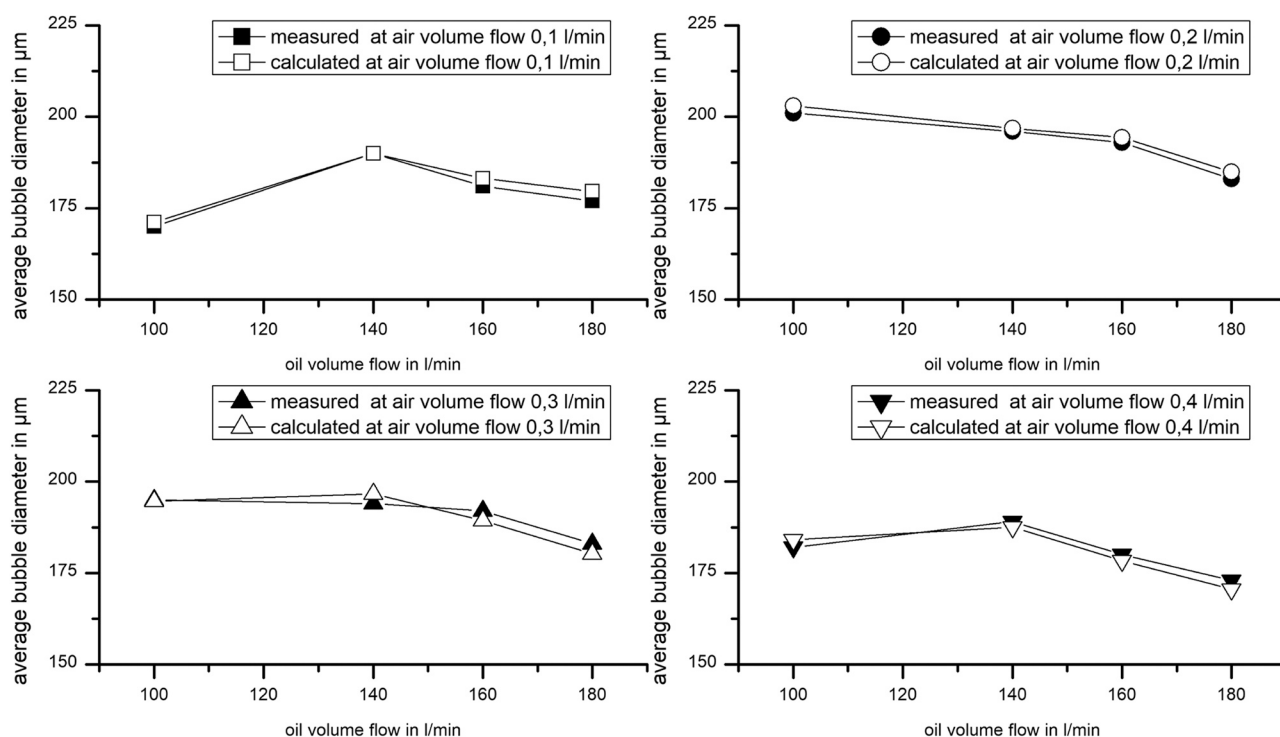 225
200
175
150
average bubble diameter in µm
measured  at air volume flow 0,1 l/min
calculated at air volume flow 0,1 l/min
100 120 140 160 180
oil volume flow in l/min
225
200
175
150
average bubble diameter in µm
measured  at air volume flow 0,2 l/min
calculated at air volume flow 0,2 l/min
100 120 140 160 180
oil volume flow in l/min
225
200
175
150
average bubble diameter in µm
measured  at air volume flow 0,3 l/min
calculated at air volume flow 0,3 l/min
100 120 140 160 180
oil volume flow in l/min
225
200
175
150
average bubble diameter in µm
measured  at air volume flow 0,4 l/min
calculated at air volume flow 0,4 l/min
100 120 140 160 180
oil volume flow in l/min